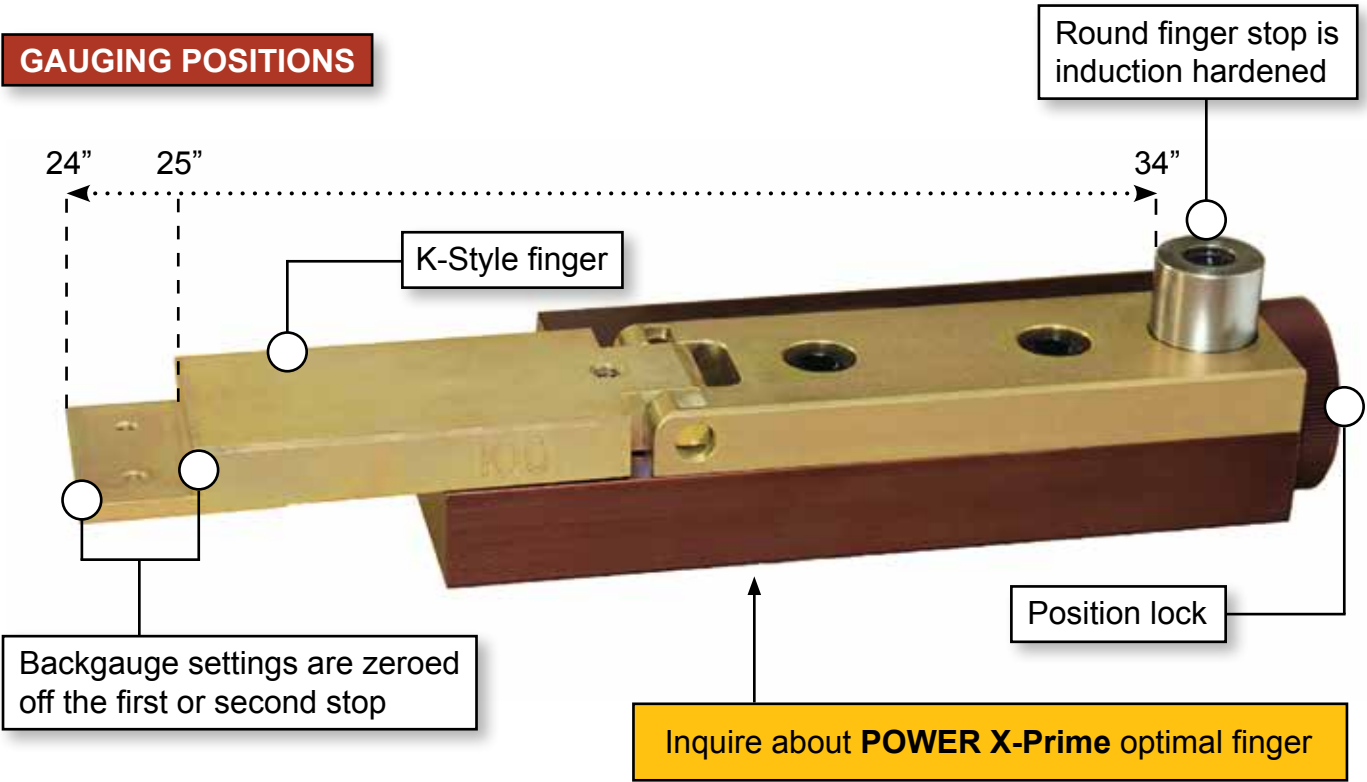 GAUGING POSITIONS
Round finger stop is
induction hardened
24” 25” 34”
K-Style finger
Position lock
Backgauge settings are zeroed
off the first or second stop
Inquire about POWER X-Prime optimal finger